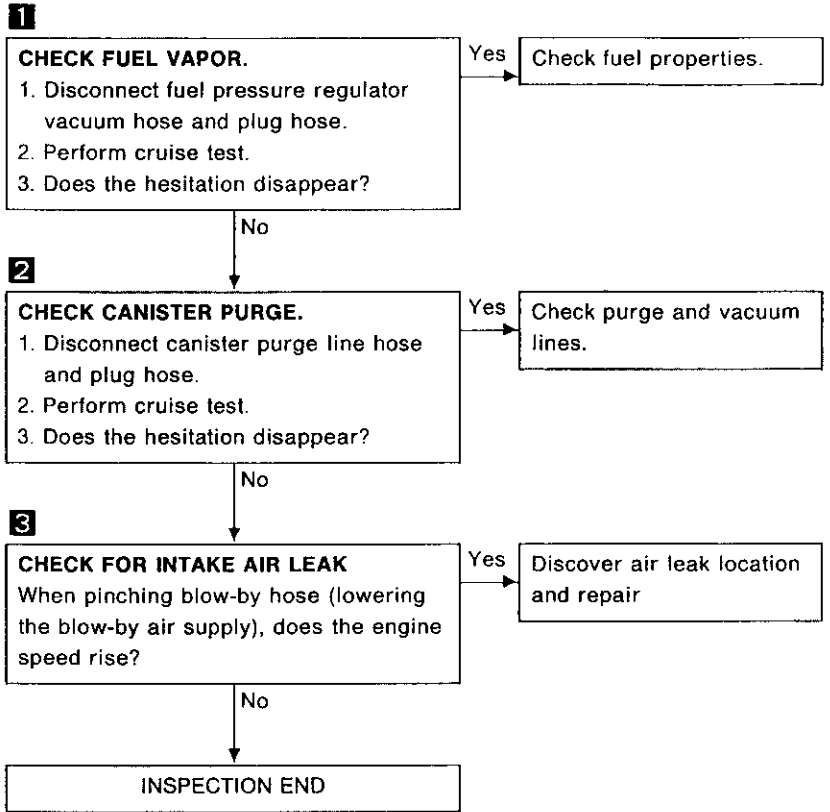 1
CHECK FUEL VAPOR.
1. Disconnect fuel pressure regulator
vacuum hose and plug hose.
2. Perform cruise test.
3. Does the hesitation disappear?
Yes
Check fuel properties.
No
2
CHECK CANISTER PURGE.
1. Disconnect canister purge line hose
and plug hose.
2. Perform cruise test.
3. Does the hesitation disappear?
Yes
Check purge and vacuum
lines.
No
3
CHECK FOR INTAKE AIR LEAK
When pinching blow-by hose (lowering
the blow-by air supply), does the engine
speed rise?
Yes
Discover air leak location
and repair
No
INSPECTION END